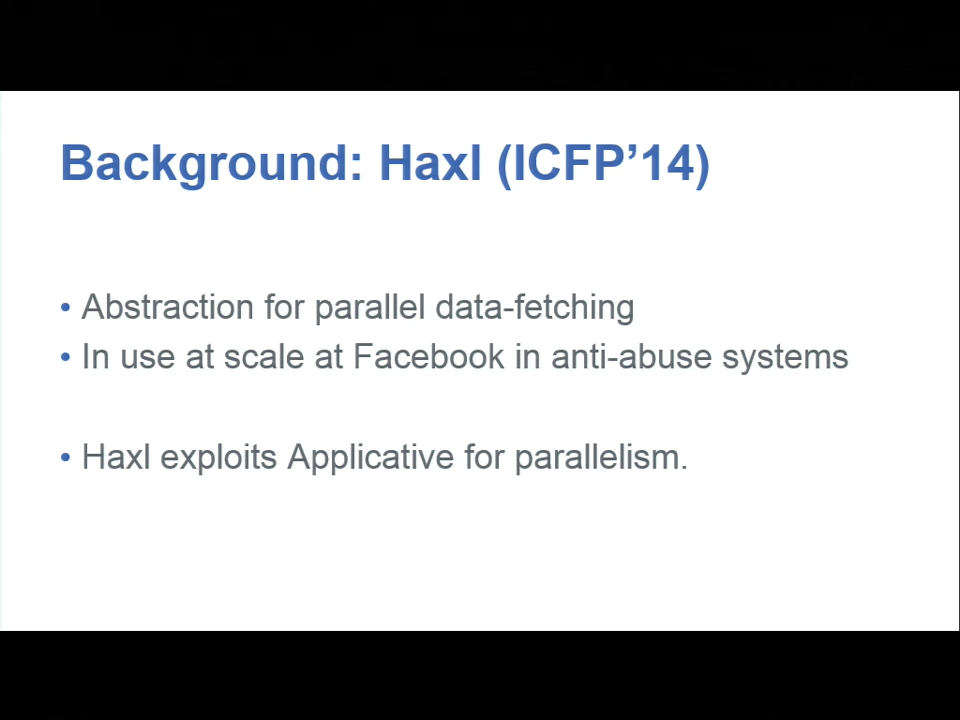 Background: Haxl (ICFP’14)
• Abstraction for parallel data-fetching
• In use at scale at Facebook in anti-abuse systems
• Haxl exploits Applicative for parallelism.